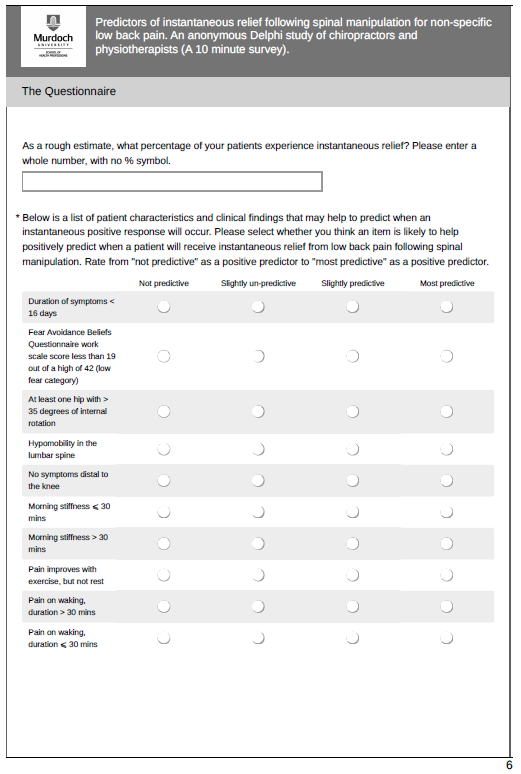 Murdoch
UNIVERSITY
SCHOOL OF
HEALTH PROFESSIONS
Predictors of instantaneous relief following spinal manipulation for non-specific
low back pain. An anonymous Delphi study of chiropractors and
physiotherapists (A 10 minute survey).
The Questionnaire
As a rough estimate, what percentage of your patients experience instantaneous relief? Please enter a
whole number, with no % symbol.
* Below is a list of patient characteristics and clinical findings that may help to predict when an
instantaneous positive response will occur. Please select whether you think an item is likely to help
positively predict when a patient will receive instantaneous relief from low back pain following spinal
manipulation. Rate from "not predictive" as a positive predictor to "most predictive" as a positive predictor.
Not predictive Slightly un-predictive Slightly predictive Most predictive
Duration of symptoms <
16 days
Fear Avoidance Beliefs
Questionnaire work
scale score less than 19
out of a high of 42 (low
fear category)
At least one hip with >
35 degrees of internal
rotation
Hypomobility in the
lumbar spine
No symptoms distal to
the knee
Morning stiffness ⩽ 30
mins
Morning stiffness > 30
mins
Pain improves with
exercise, but not rest
Pain on waking,
duration > 30 mins
Pain on waking,
duration ⩽ 30 mins
6